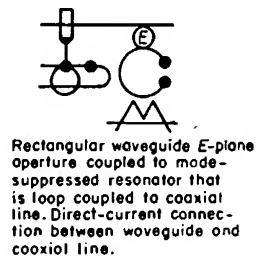 E
Rectangular waveguide E-plane
aperture coupled to mode-
suppressed resonator that
is loop coupled to coaxial
line. Direct-current connec-
tion between waveguide and
coaxial line.